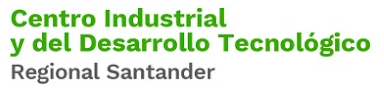 Centro Industrial
y del Desarrollo Tecnológico
Regional Santander